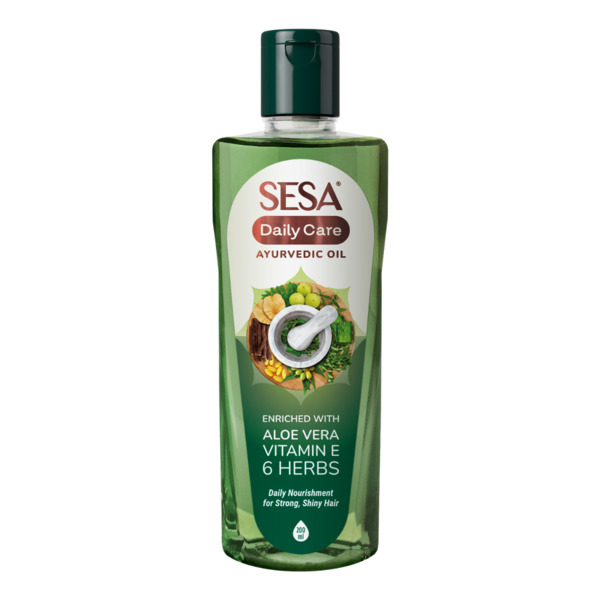 SESA®
Daily Care
AYURVEDIC OIL
ENRICHED WITH
ALOE VERA
VITAMIN E
6 HERBS
Daily Nourishment
for Strong, Shiny Hair
200
ml